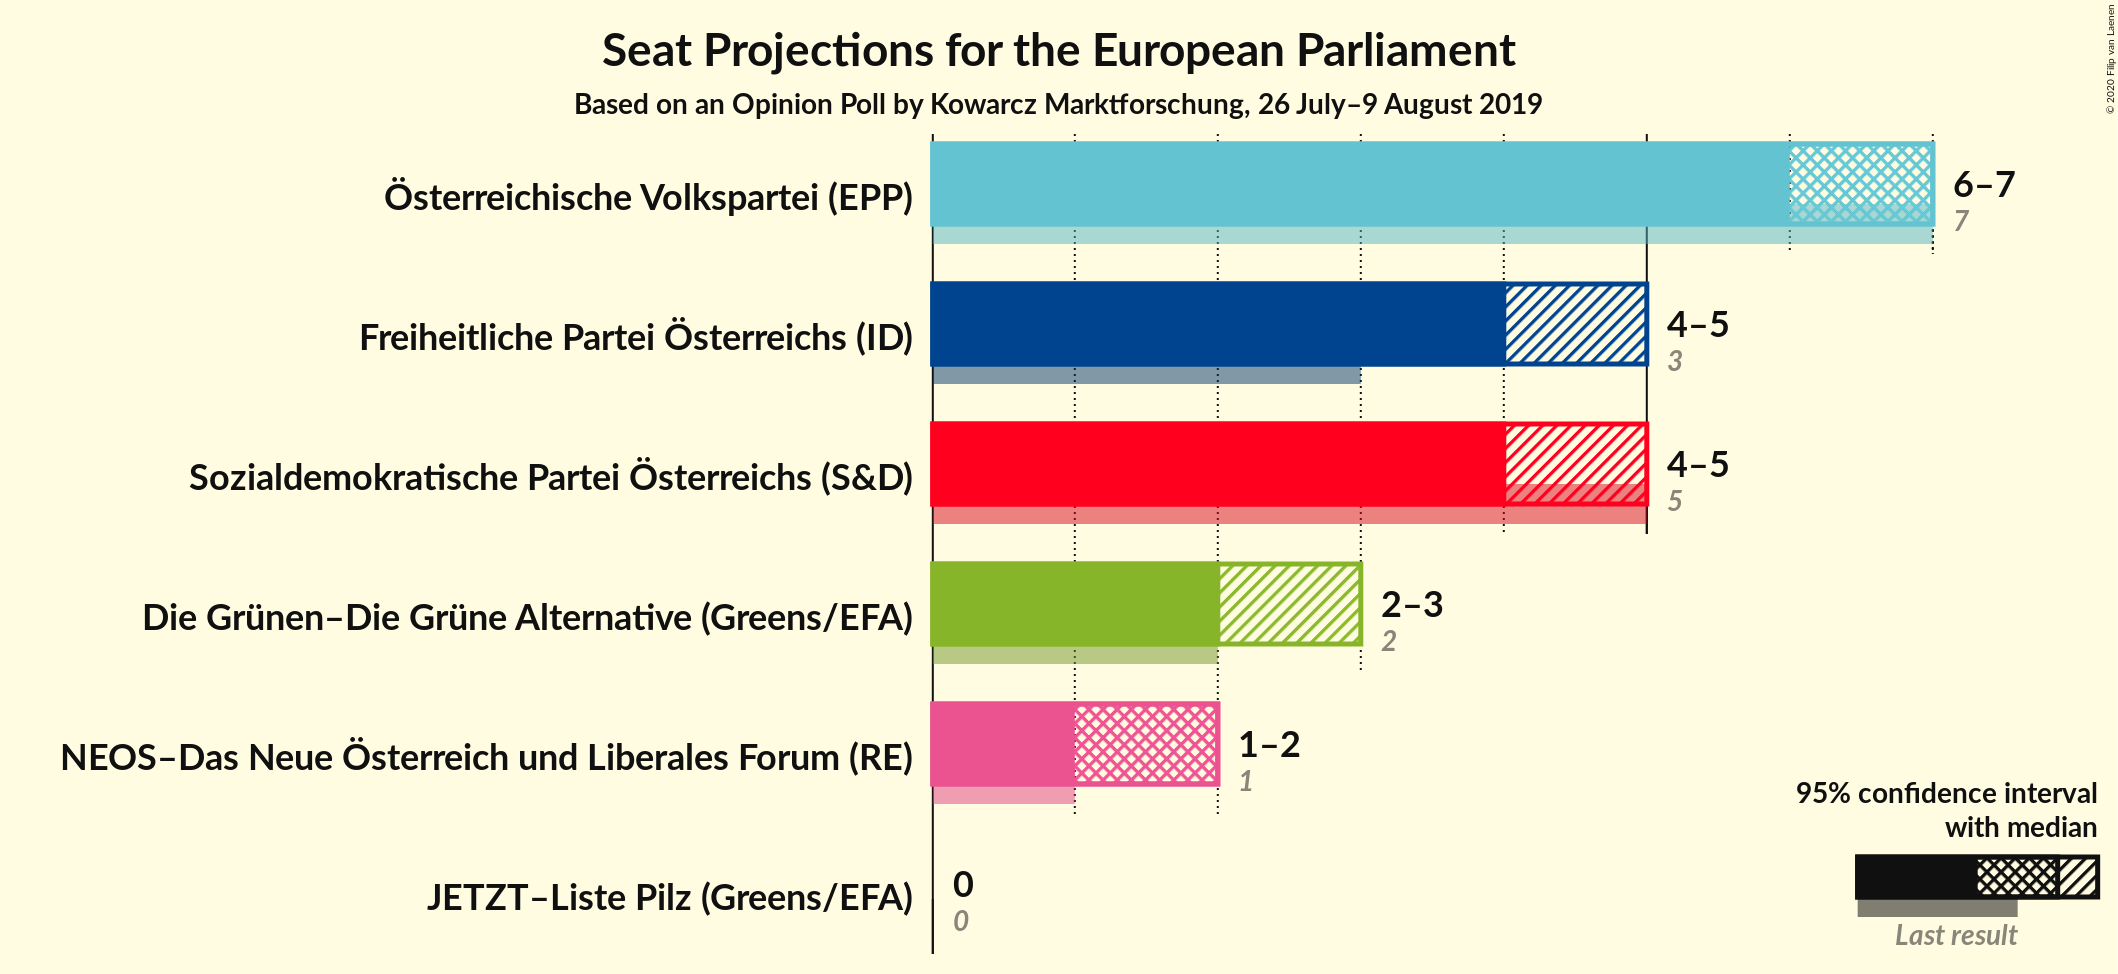 Seat Projections for the European Parliament
Based on an Opinion Poll by Kowarcz Marktforschung, 26 July–9 August 2019
© 2020 Filip van Laenen
Österreichische Volkspartei (EPP)
6–7
7
Freiheitliche Partei Österreichs (ID)
4–5
3
Sozialdemokratische Partei Österreichs (S&D)
4–5
5
Die Grünen–Die Grüne Alternative (Greens/EFA)
2–3
2
NEOS–Das Neue Österreich und Liberales Forum (RE)
1–2
1
JETZT–Liste Pilz (Greens/EFA)
0
0
95% confidence interval
with median
Last result